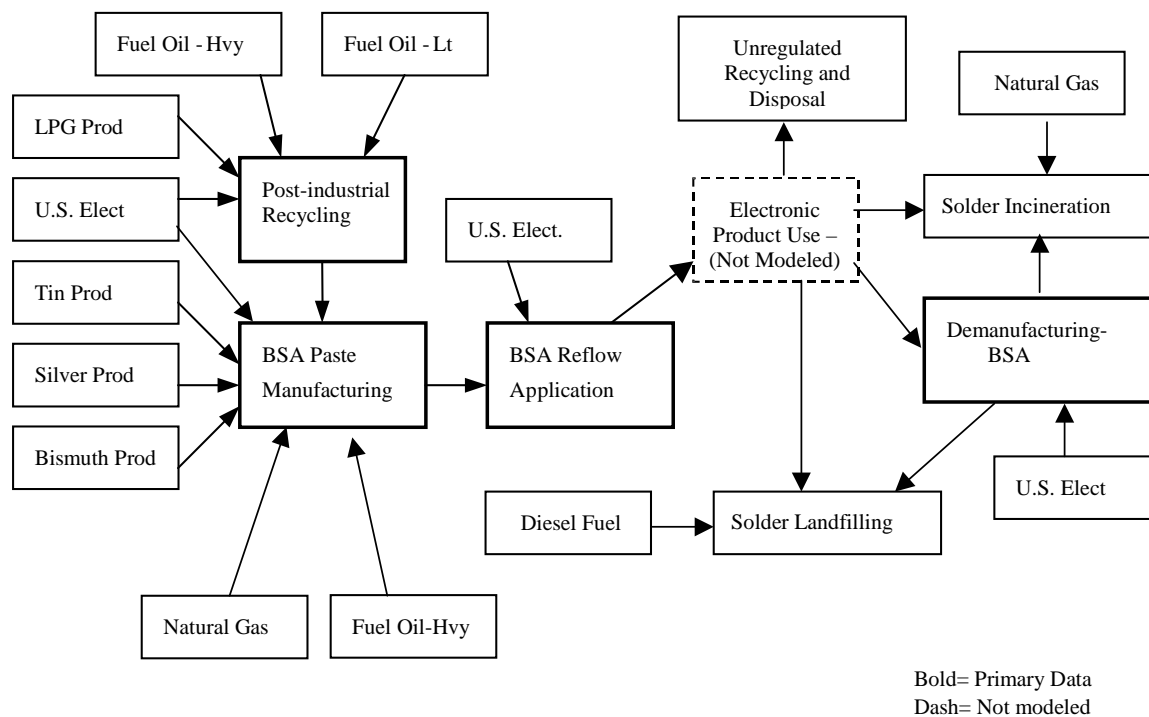 Fuel Oil - Hvy
Fuel Oil - Lt
Unregulated
Recycling and
Disposal
Natural Gas
LPG Prod
U.S. Elect
Post-industrial
Recycling
U.S. Elect.
Electronic
Product Use –
(Not Modeled)
Solder Incineration
Tin Prod
Silver Prod
Bismuth Prod
BSA Paste
Manufacturing
BSA Reflow
Application
Demanufacturing-
BSA
Diesel Fuel
Solder Landfilling
U.S. Elect
Natural Gas
Fuel Oil-Hvy
Bold= Primary Data
Dash= Not modeled